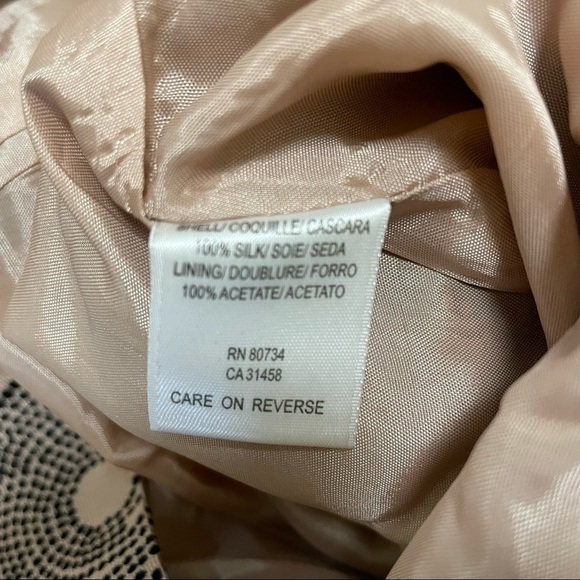 SHELL/COQUILLE/CASCARA
100% SILK/SOIE/SEDA
LINING/DOUBLURE/FORRO
100% ACETATE/ACETATO
RN 80734
CA 31458
CARE ON REVERSE